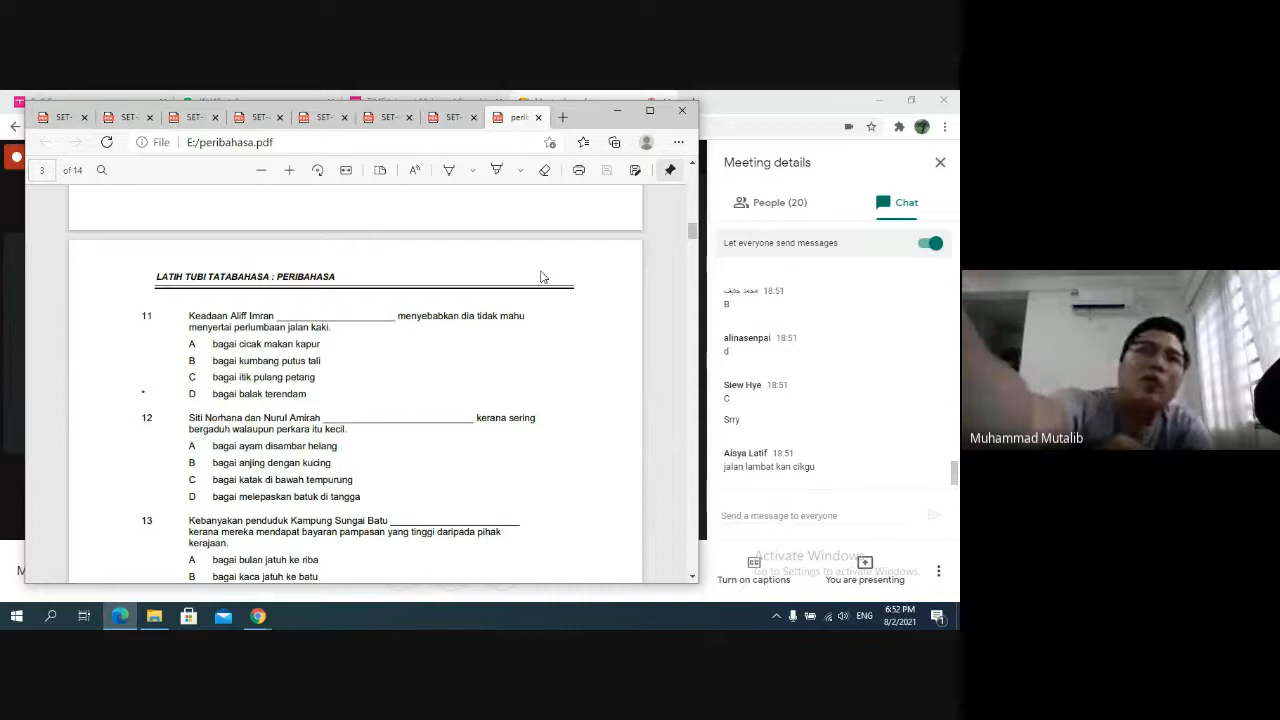 SET-
SET-
SET-
SET-
SET-
SET-
SET-
perib
File
E:/peribahasa.pdf
3 of 14
LATIH TUBI TATABAHASA : PERIBAHASA
11 Keadaan Aliff Imran ______________________ menyebabkan dia tidak mahu
menyertai perlumbaan jalan kaki.
A bagai cicak makan kapur
B bagai kumbang putus tali
C bagai itik pulang petang
* D bagai balak terendam
12 Siti Norhana dan Nurul Amirah ____________________________ kerana sering
bergaduh walaupun perkara itu kecil.
A bagai ayam disambar helang
B bagai anjing dengan kucing
C bagai katak di bawah tempurung
D bagai melepaskan batuk di tangga
13 Kebanyakan penduduk Kampung Sungai Batu ________________________
kerana mereka mendapat bayaran pampasan yang tinggi daripada pihak
kerajaan.
A bagai bulan jatuh ke riba
B bagai kaca jatuh ke batu
Meeting details
People (20)
Chat
Let everyone send messages
محمد حنيف 18:51
B
alinasenpai 18:51
d
Siew Hye 18:51
C
Srry
Aisya Latif 18:51
jalan lambat kan cikgu
Send a message to everyone
Activate Windows
Go to Settings to activate Windows.
Turn on captions
You are presenting
ENG
6:52 PM
8/2/2021
Muhammad Mutalib